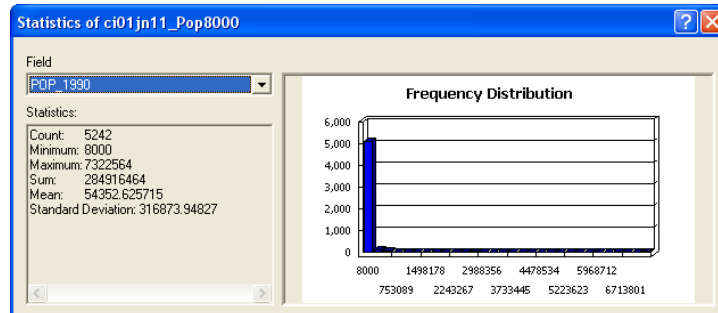 Statistics of ci01jn11_Pop8000
Field
POP_1990
Statistics:
Count: 5242
Minimum: 8000
Maximum: 7322564
Sum: 284916464
Mean: 54352.625715
Standard Deviation: 316873.94827
Frequency Distribution
6,000
5,000
4,000
3,000
2,000
1,000
0
8000 1498178 2988356 4478534 5968712
753089 2243267 3733445 5223623 6713801